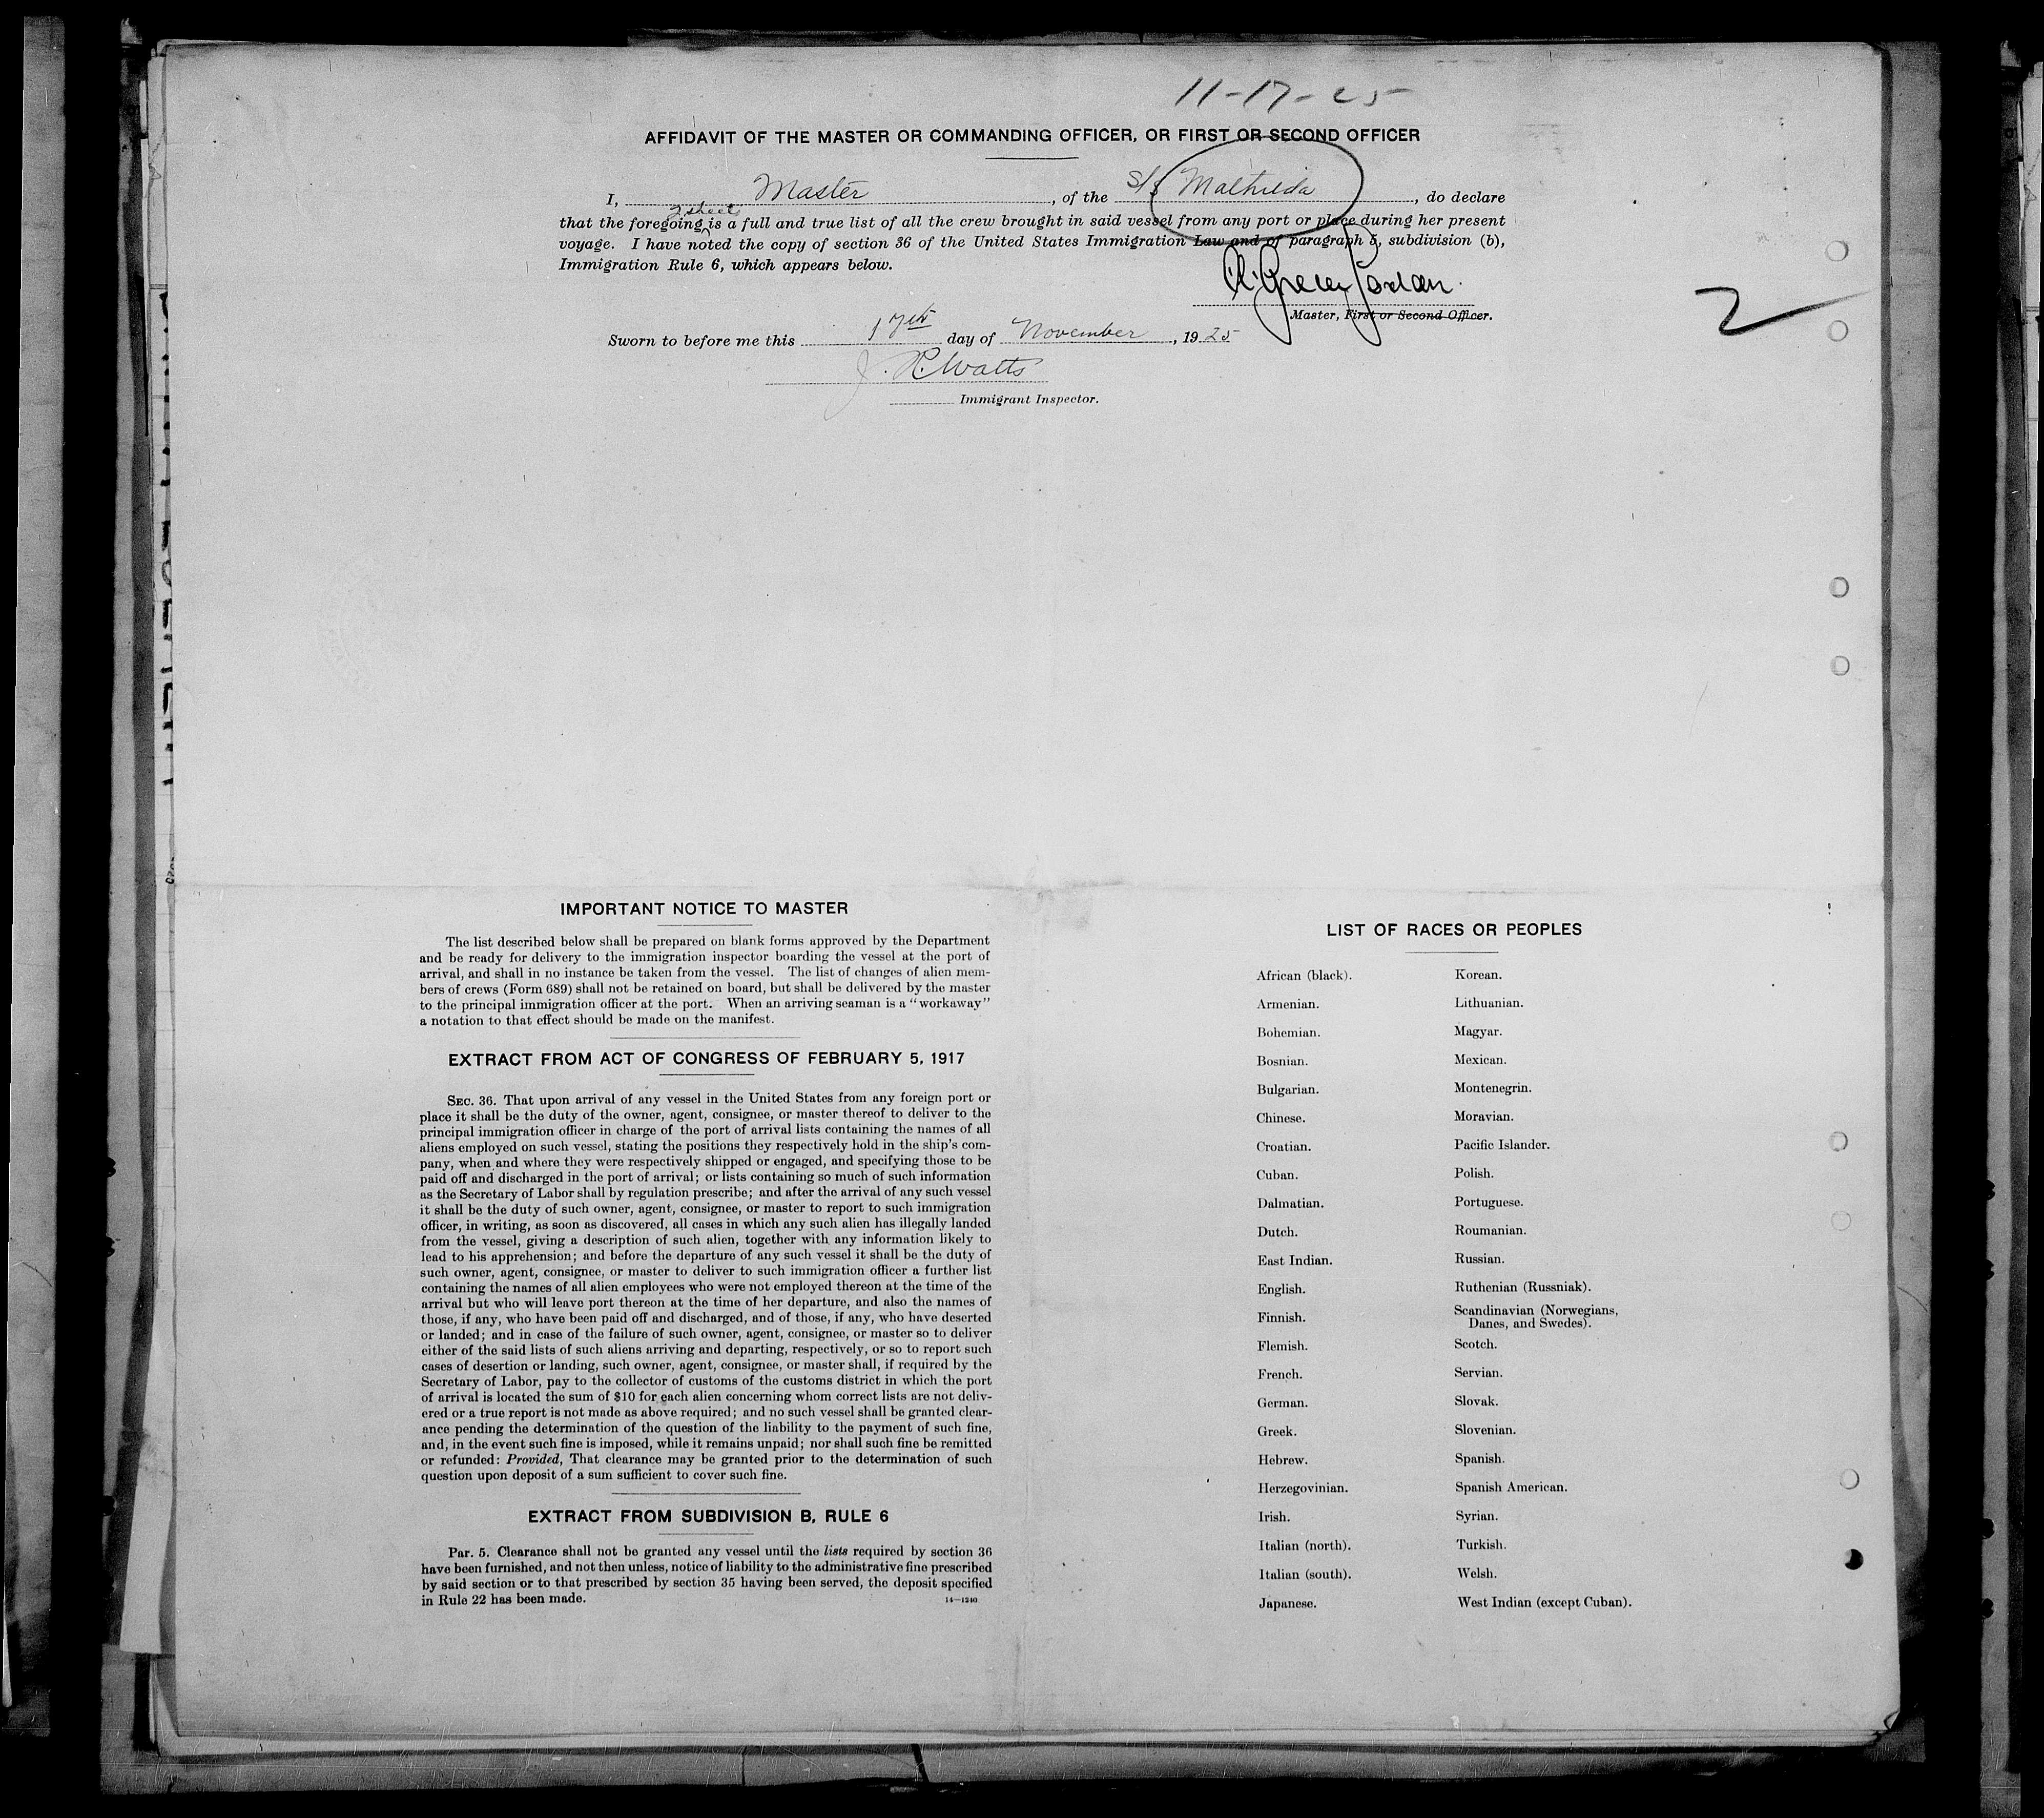 11-17-25
AFFIDAVIT OF THE MASTER OR COMMANDING OFFICER, OR FIRST OR SECOND OFFICER
I, Master, of the S/S Mathilda, do declare
2 sheets
that the foregoing is a full and true list of all the crew brought in said vessel from any port or place during her present
voyage. I have noted the copy of section 36 of the United States Immigration Law and of paragraph 5, subdivision (b),
Immigration Rule 6, which appears below.
Master, First or Second Officer.
2
Sworn to before me this 17th day of November, 1925
J. R. Watts
Immigrant Inspector.
IMPORTANT NOTICE TO MASTER
The list described below shall be prepared on blank forms approved by the Department
and be ready for delivery to the immigration inspector boarding the vessel at the port of
arrival, and shall in no instance be taken from the vessel. The list of changes of alien mem-
bers of crews (Form 689) shall not be retained on board, but shall be delivered by the master
to the principal immigration officer at the port. When an arriving seaman is a "workaway"
a notation to that effect should be made on the manifest.
EXTRACT FROM ACT OF CONGRESS OF FEBRUARY 5, 1917
SEC. 36. That upon arrival of any vessel in the United States from any foreign port or
place it shall be the duty of the owner, agent, consignee, or master thereof to deliver to the
principal immigration officer in charge of the port of arrival lists containing the names of all
aliens employed on such vessel, stating the positions they respectively hold in the ship's com-
pany, when and where they were respectively shipped or engaged, and specifying those to be
paid off and discharged in the port of arrival; or lists containing so much of such information
as the Secretary of Labor shall by regulation prescribe; and after the arrival of any such vessel
it shall be the duty of such owner, agent, consignee, or master to report to such immigration
officer, in writing, as soon as discovered, all cases in which any such alien has illegally landed
from the vessel, giving a description of such alien, together with any information likely to
lead to his apprehension; and before the departure of any such vessel it shall be the duty of
such owner, agent, consignee, or master to deliver to such immigration officer a further list
containing the names of all alien employees who were not employed thereon at the time of the
arrival but who will leave port thereon at the time of her departure, and also the names of
those, if any, who have been paid off and discharged, and of those, if any, who have deserted
or landed; and in case of the failure of such owner, agent, consignee, or master so to deliver
either of the said lists of such aliens arriving and departing, respectively, or so to report such
cases of desertion or landing, such owner, agent, consignee, or master shall, if required by the
Secretary of Labor, pay to the collector of customs of the customs district in which the port
of arrival is located the sum of $10 for each alien concerning whom correct lists are not deliv-
ered or a true report is not made as above required; and no such vessel shall be granted clear-
ance pending the determination of the question of the liability to the payment of such fine,
and, in the event such fine is imposed, while it remains unpaid; nor shall such fine be remitted
or refunded: Provided, That clearance may be granted prior to the determination of such
question upon deposit of a sum sufficient to cover such fine.
EXTRACT FROM SUBDIVISION B, RULE 6
Par. 5. Clearance shall not be granted any vessel until the lists required by section 36
have been furnished, and not then unless, notice of liability to the administrative fine prescribed
by said section or to that prescribed by section 35 having been served, the deposit specified
in Rule 22 has been made.
14—1240
LIST OF RACES OR PEOPLES
African (black).
Armenian.
Bohemian.
Bosnian.
Bulgarian.
Chinese.
Croatian.
Cuban.
Dalmatian.
Dutch.
East Indian.
English.
Finnish.
Flemish.
French.
German.
Greek.
Hebrew.
Herzegovinian.
Irish.
Italian (north).
Italian (south).
Japanese.
Korean.
Lithuanian.
Magyar.
Mexican.
Montenegrin.
Moravian.
Pacific Islander.
Polish.
Portuguese.
Roumanian.
Russian.
Ruthenian (Russniak).
Scandinavian (Norwegians,
Danes, and Swedes).
Scotch.
Servian.
Slovak.
Slovenian.
Spanish.
Spanish American.
Syrian.
Turkish.
Welsh.
West Indian (except Cuban).